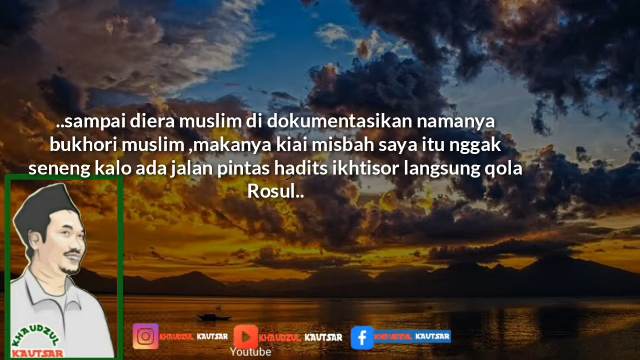 ..sampai diera muslim di dokumentasikan namanya
bukhori muslim ,makanya kiai misbah saya itu nggak
seneng kalo ada jalan pintas hadits ikhtisor langsung qola
Rosul..
KHAUDZUL
KAUTSAR
KHAUDZUL KAUTSAR
KHAUDZUL KAUTSAR
Youtube
KHAUDZUL KAUTSAR